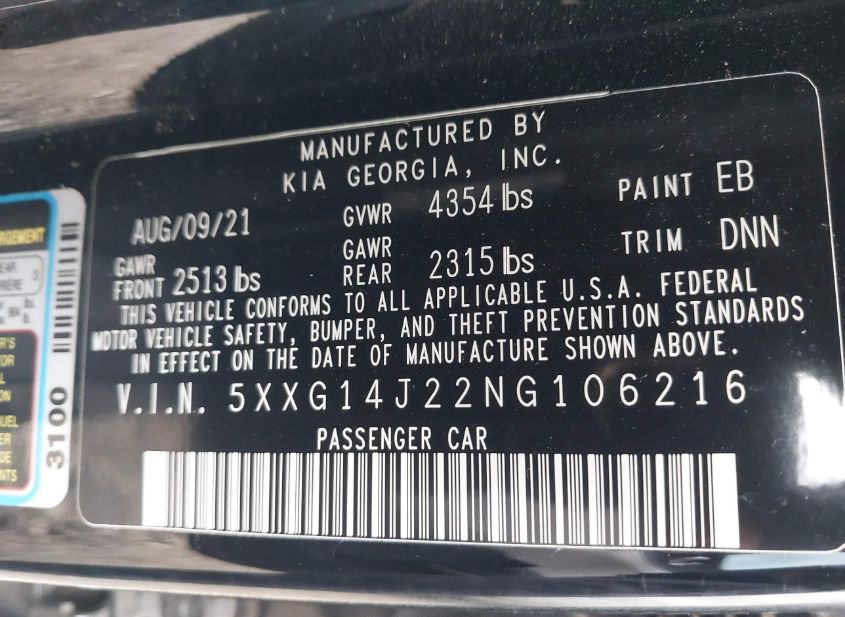 MANUFACTURED BY
KIA GEORGIA, INC.
AUG/09/21 GVWR 4354 lbs PAINT EB
GAWR FRONT 2513 lbs GAWR REAR 2315 lbs TRIM DNN
THIS VEHICLE CONFORMS TO ALL APPLICABLE U.S.A. FEDERAL
MOTOR VEHICLE SAFETY, BUMPER, AND THEFT PREVENTION STANDARDS
IN EFFECT ON THE DATE OF MANUFACTURE SHOWN ABOVE.
V.I.N. 5XXG14J22NG106216
PASSENGER CAR
3100